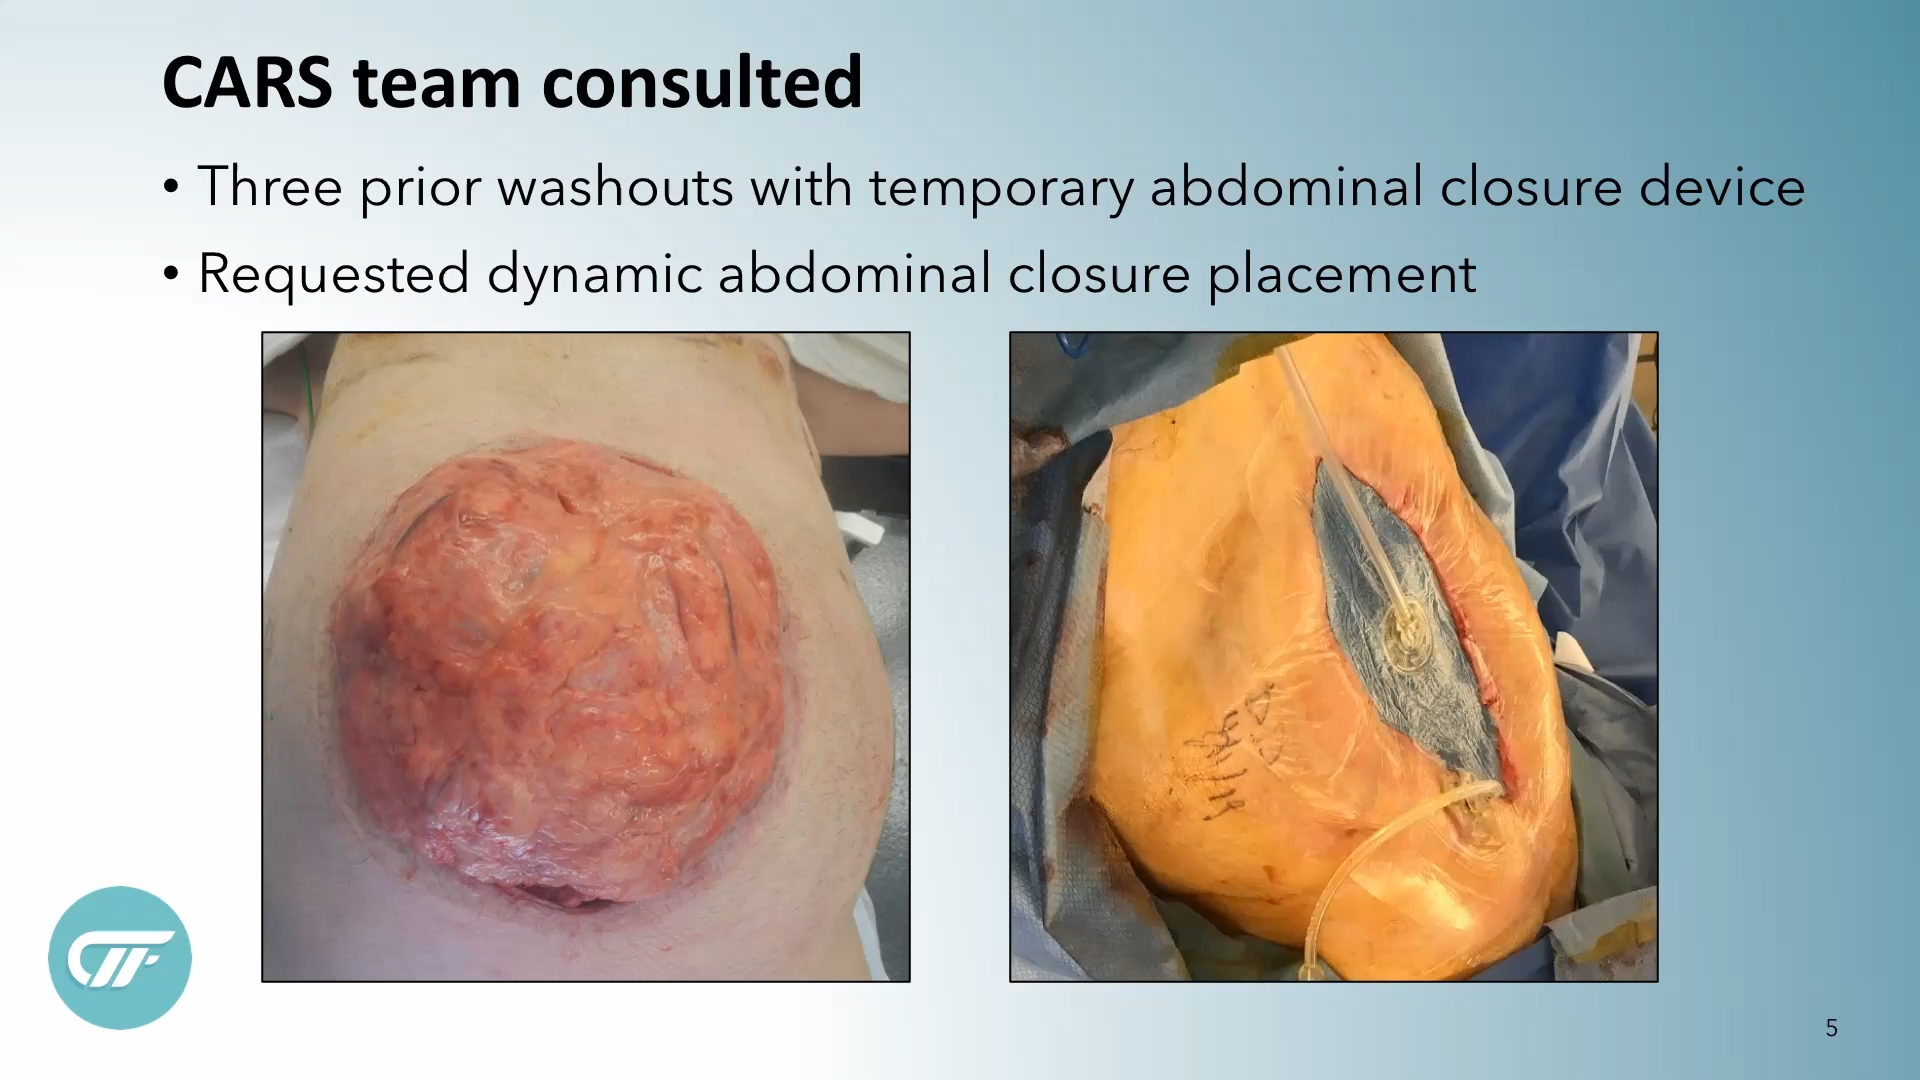 CARS team consulted
• Three prior washouts with temporary abdominal closure device
• Requested dynamic abdominal closure placement
5